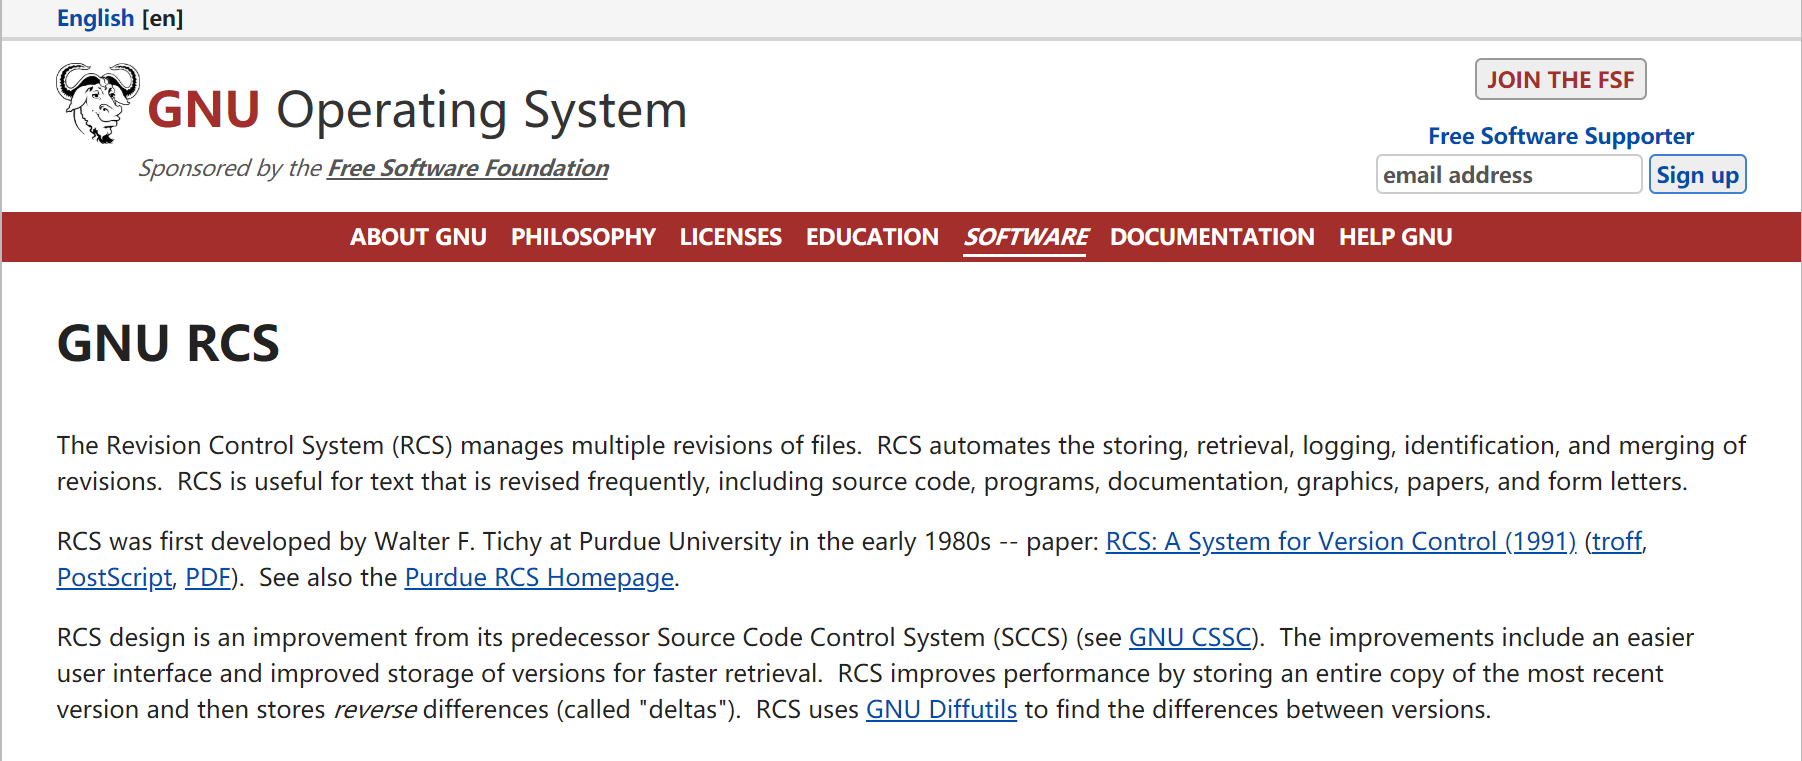 English [en]
GNU Operating System
Sponsored by the Free Software Foundation
JOIN THE FSF
Free Software Supporter
email address Sign up
ABOUT GNU PHILOSOPHY LICENSES EDUCATION SOFTWARE DOCUMENTATION HELP GNU
GNU RCS
The Revision Control System (RCS) manages multiple revisions of files.  RCS automates the storing, retrieval, logging, identification, and merging of
revisions.  RCS is useful for text that is revised frequently, including source code, programs, documentation, graphics, papers, and form letters.
RCS was first developed by Walter F. Tichy at Purdue University in the early 1980s -- paper: RCS: A System for Version Control (1991) (troff,
PostScript, PDF).  See also the Purdue RCS Homepage.
RCS design is an improvement from its predecessor Source Code Control System (SCCS) (see GNU CSSC).  The improvements include an easier
user interface and improved storage of versions for faster retrieval.  RCS improves performance by storing an entire copy of the most recent
version and then stores reverse differences (called "deltas").  RCS uses GNU Diffutils to find the differences between versions.